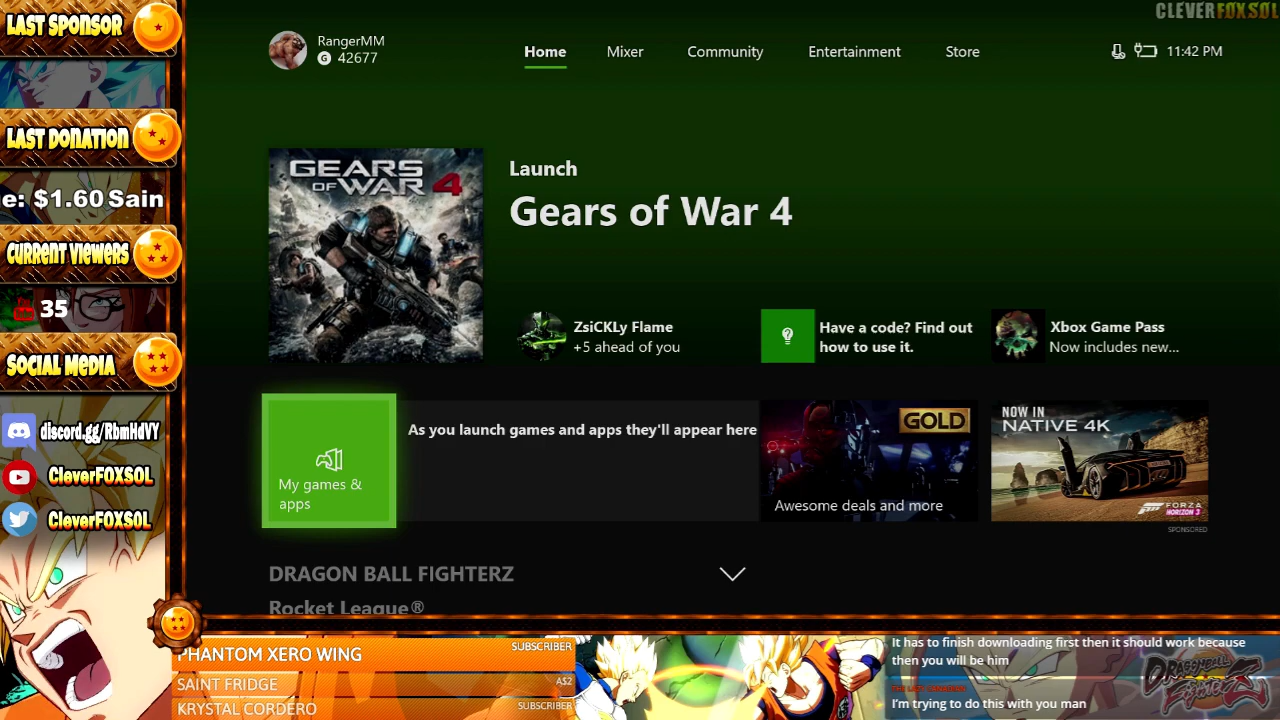 CLEVERFOXSOL
LAST SPONSOR
LAST DONATION
e: $1.60 Sain
CURRENT VIEWERS
35
SOCIAL MEDIA
discord.gg/RbmHdVY
CleverFOXSOL
CleverFOXSOL
RangerMM
G 42677
Home Mixer Community Entertainment Store
11:42 PM
GEARS
OF WAR 4
Launch
Gears of War 4
ZsiCKLy Flame
+5 ahead of you
Have a code? Find out
how to use it.
Xbox Game Pass
Now includes new...
My games &
apps
As you launch games and apps they'll appear here
GOLD
Awesome deals and more
NOW IN
NATIVE 4K
FORZA
HORIZON 3
SPONSORED
DRAGON BALL FIGHTERZ
Rocket League®
PHANTOM XERO WING SUBSCRIBER
SAINT FRIDGE A$2
KRYSTAL CORDERO SUBSCRIBER
It has to finish downloading first then it should work because
then you will be him
I'm trying to do this with you man
DRAGONBALL
FIGHTERZ